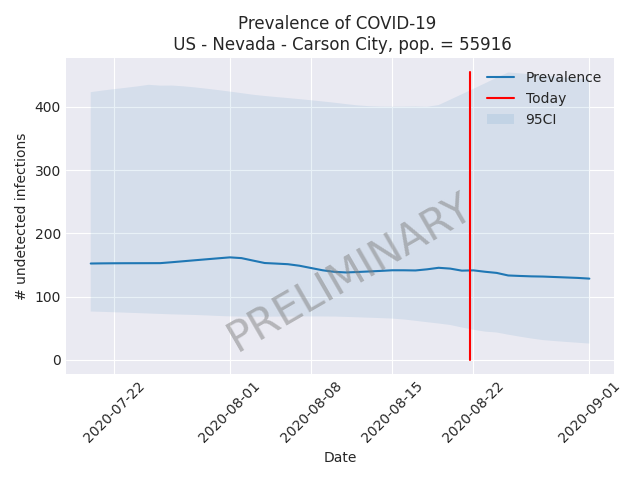 Prevalence of COVID-19
US - Nevada - Carson City, pop. = 55916
Prevalence
Today
95CI
400
300
200
100
0
# undetected infections
PRELIMINARY
2020-07-22
2020-08-01
2020-08-08
2020-08-15
2020-08-22
2020-09-01
Date